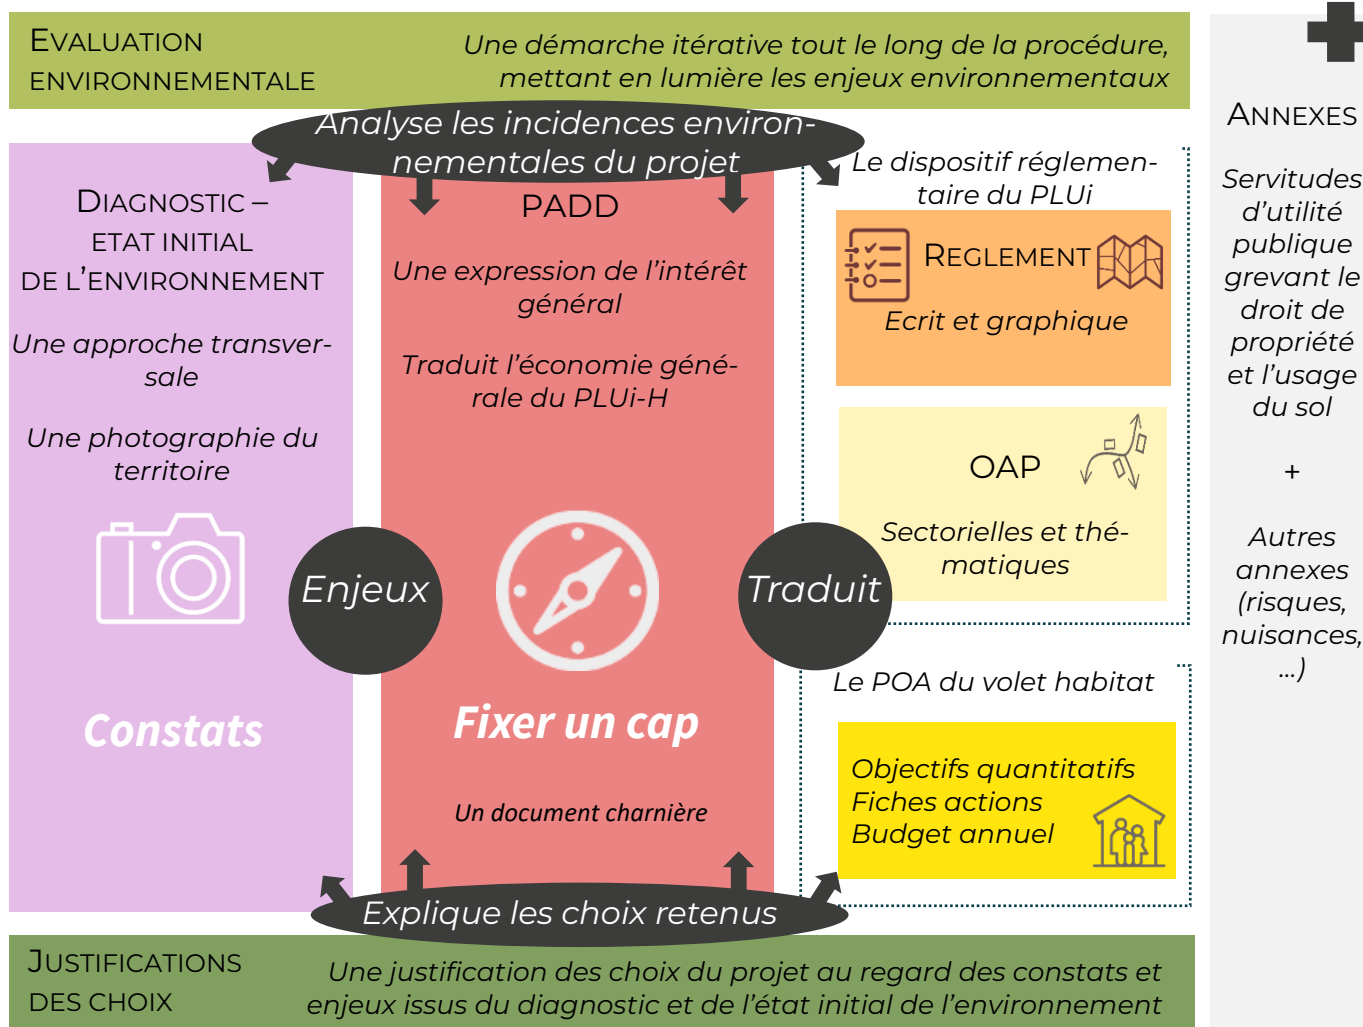 EVALUATION
ENVIRONNEMENTALE
Une démarche itérative tout le long de la procédure,
mettant en lumière les enjeux environnementaux
Analyse les incidences environ-
nementales du projet
DIAGNOSTIC –
ETAT INITIAL
DE L’ENVIRONNEMENT
Une approche transver-
sale
Une photographie du
territoire
Constats
Enjeux
PADD
Une expression de l’intérêt
général
Traduit l’économie géné-
rale du PLUi-H
Fixer un cap
Un document charnière
Traduit
Le dispositif réglemen-
taire du PLUi
REGLEMENT
Ecrit et graphique
OAP
Sectorielles et thé-
matiques
Le POA du volet habitat
Objectifs quantitatifs
Fiches actions
Budget annuel
Explique les choix retenus
JUSTIFICATIONS
DES CHOIX
Une justification des choix du projet au regard des constats et
enjeux issus du diagnostic et de l’état initial de l’environnement
ANNEXES
Servitudes
d’utilité
publique
grevant le
droit de
propriété
et l’usage
du sol
+
Autres
annexes
(risques,
nuisances,
...)